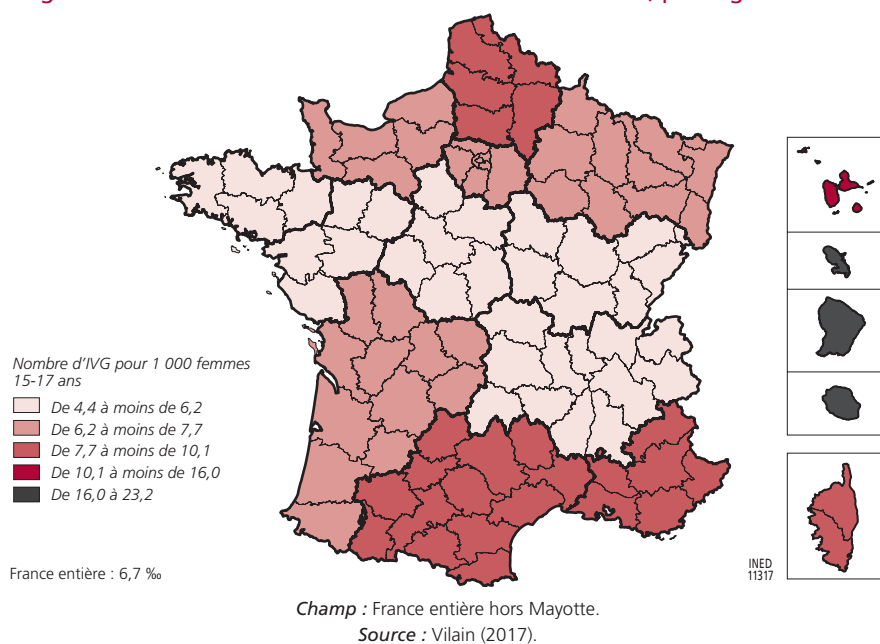 Nombre d'IVG pour 1 000 femmes
15-17 ans
De 4,4 à moins de 6,2
De 6,2 à moins de 7,7
De 7,7 à moins de 10,1
De 10,1 à moins de 16,0
De 16,0 à 23,2
France entière : 6,7 ‰
INED
11317
Champ : France entière hors Mayotte.
Source : Vilain (2017).